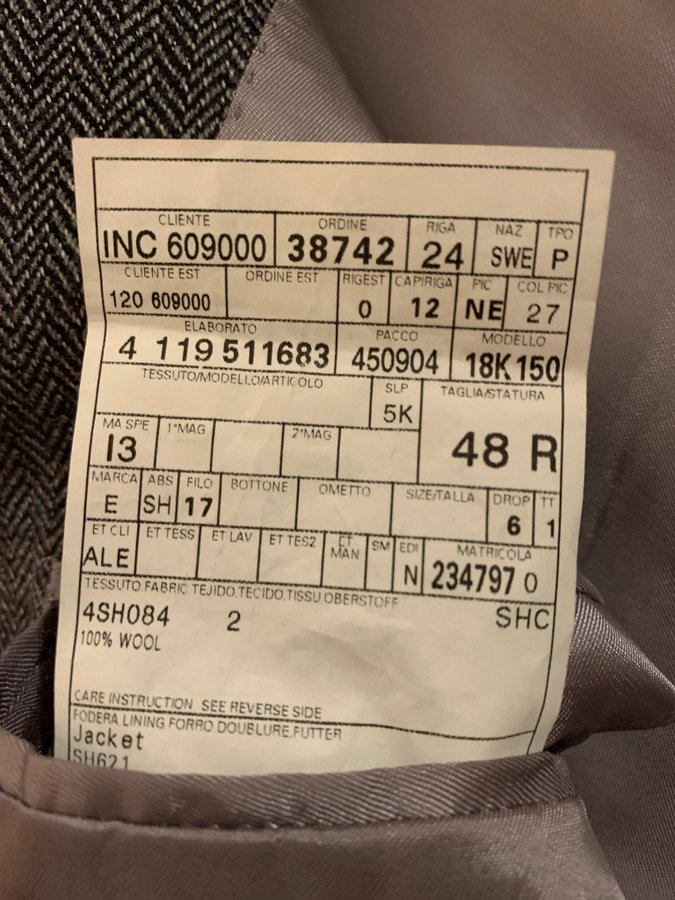 CLIENTE ORDINE RIGA NAZ TPO
INC 609000 38742 24 SWE P
CLIENTE EST ORDINE EST RIGEST CAPIRIGA PIC COL PIC
120 609000 0 12 NE 27
ELABORATO PACCO MODELLO
4 119 511683 450904 18K150
TESSUTO/MODELLO/ARTICOLO SLP TAGLIA/STATURA
5K
48 R
MA SPE 1°MAG 2°MAG
I3
MARCA ABS FILO BOTTONE OMETTO SIZE/TALLA DROP TT
E SH 17 6 1
ET CLI ET TESS ET LAV ET TES2 ET MAN SM EDI MATRICOLA
ALE N 234797 0
TESSUTO.FABRIC.TEJIDO.TECIDO.TISSU.OBERSTOFF
4SH084 2 SHC
100% WOOL
CARE INSTRUCTION SEE REVERSE SIDE
FODERA LINING FORRO DOUBLURE.FUTTER
Jacket
SH621